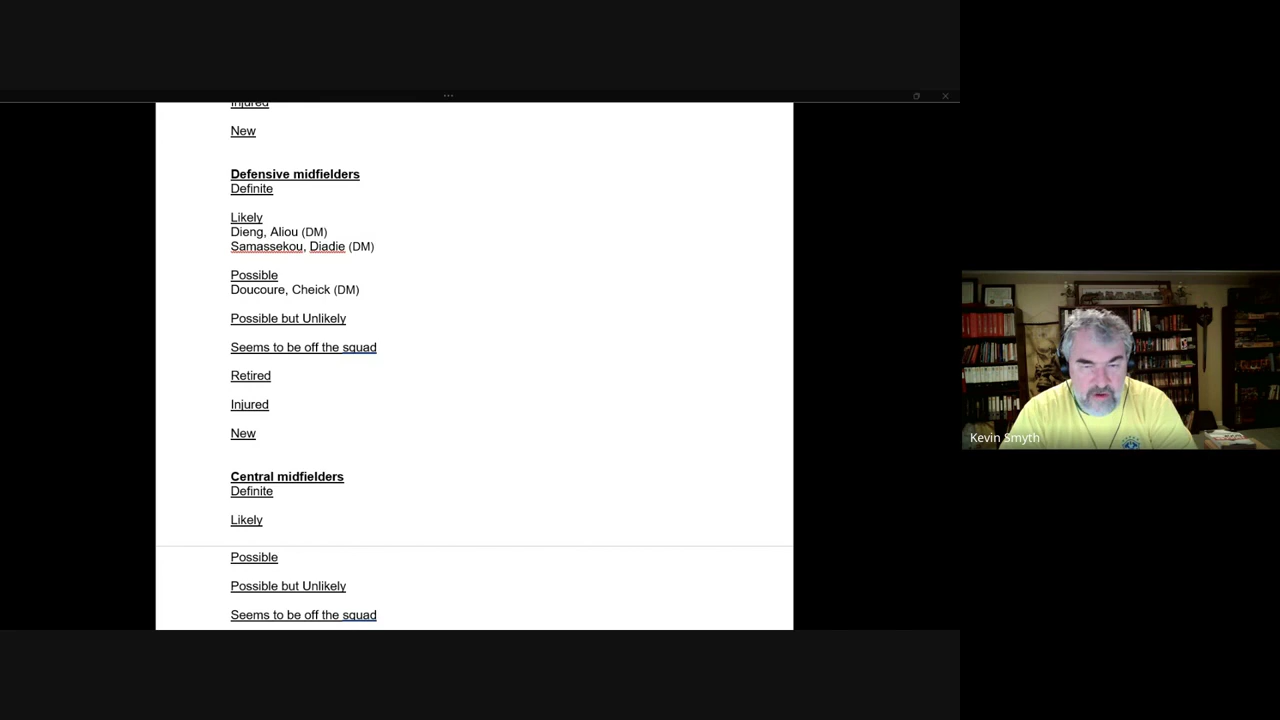 Injured
New
Defensive midfielders
Definite
Likely
Dieng, Aliou (DM)
Samassekou, Diadie (DM)
Possible
Doucoure, Cheick (DM)
Possible but Unlikely
Seems to be off the squad
Retired
Injured
New
Central midfielders
Definite
Likely
Possible
Possible but Unlikely
Seems to be off the squad
Kevin Smyth